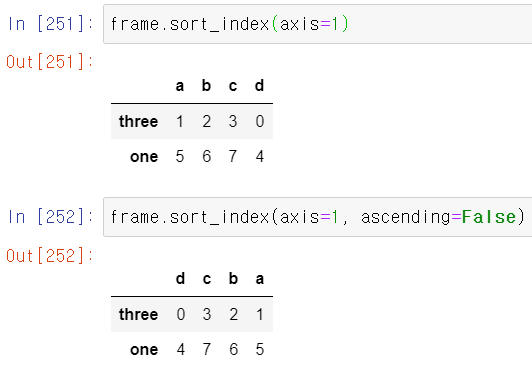 In [251]: frame.sort_index(axis=1)
Out[251]:
a b c d
three 1 2 3 0
one 5 6 7 4
In [252]: frame.sort_index(axis=1, ascending=False)
Out[252]:
d c b a
three 0 3 2 1
one 4 7 6 5